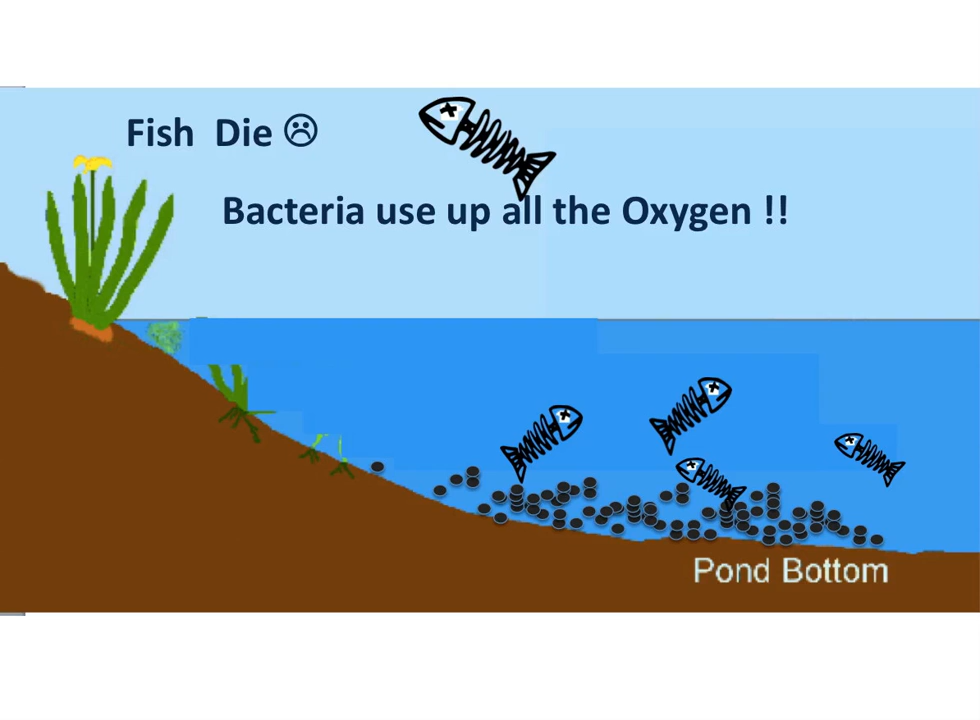 Fish Die ☹
Bacteria use up all the Oxygen !!
Pond Bottom